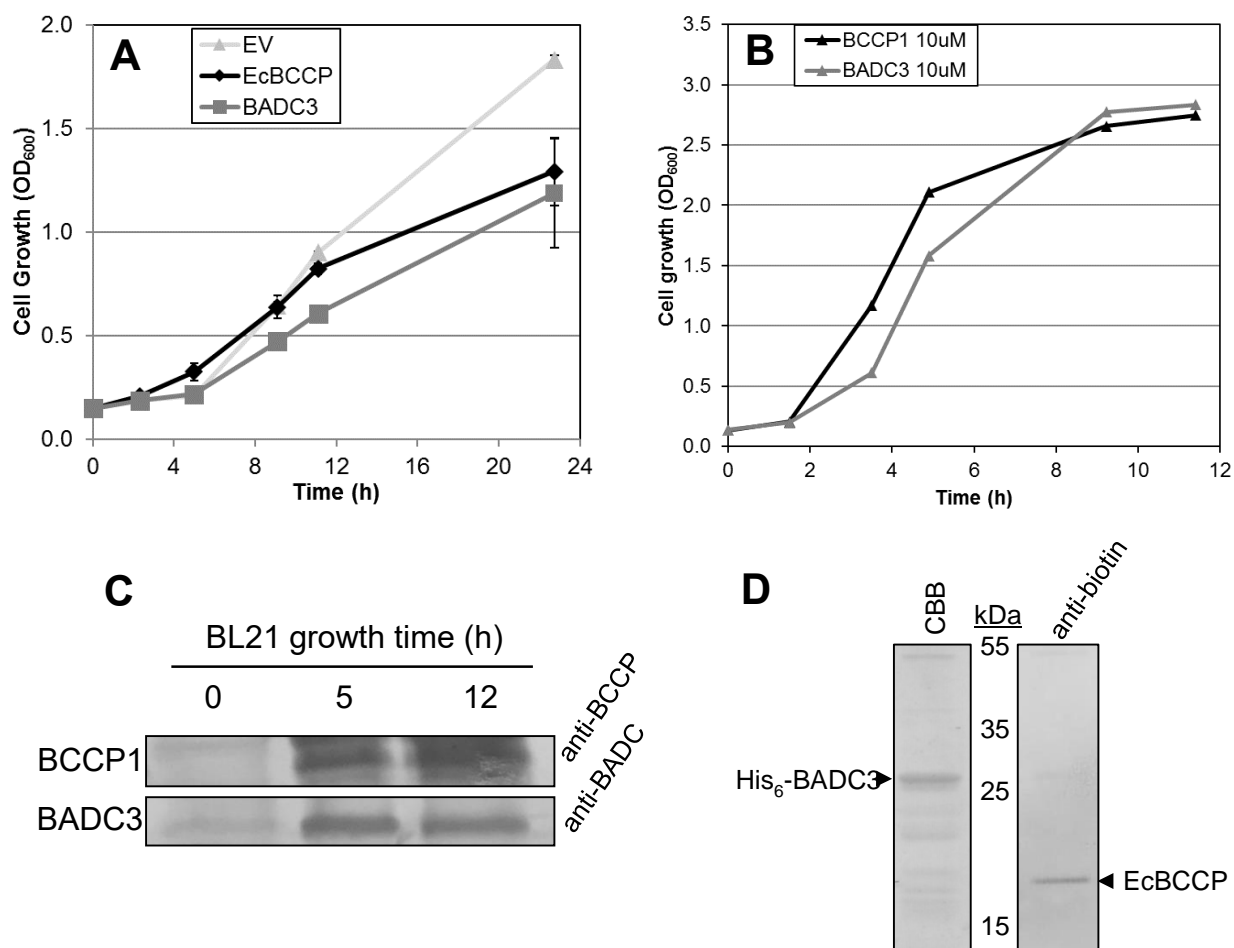 A
EV
EcBCCP
BADC3
2.0
1.5
1.0
0.5
0.0
Cell Growth (OD600)
0 4 8 12 16 20 24
Time (h)
B
BCCP1 10uM
BADC3 10uM
3.5
3.0
2.5
2.0
1.5
1.0
0.5
0.0
Cell growth (OD600)
0 2 4 6 8 10 12
Time (h)
C
BL21 growth time (h)
0 5 12
BCCP1
BADC3
anti-BCCP
anti-BADC
D
CBB
kDa
anti-biotin
55
35
25
15
His6-BADC3
EcBCCP